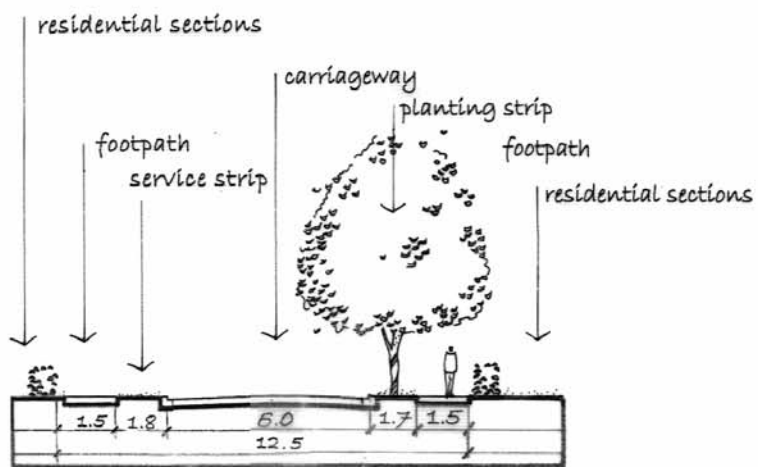 residential sections
carriageway
planting strip
footpath
footpath
service strip
residential sections
1.5 1.8 6.0 1.7 1.5
12.5